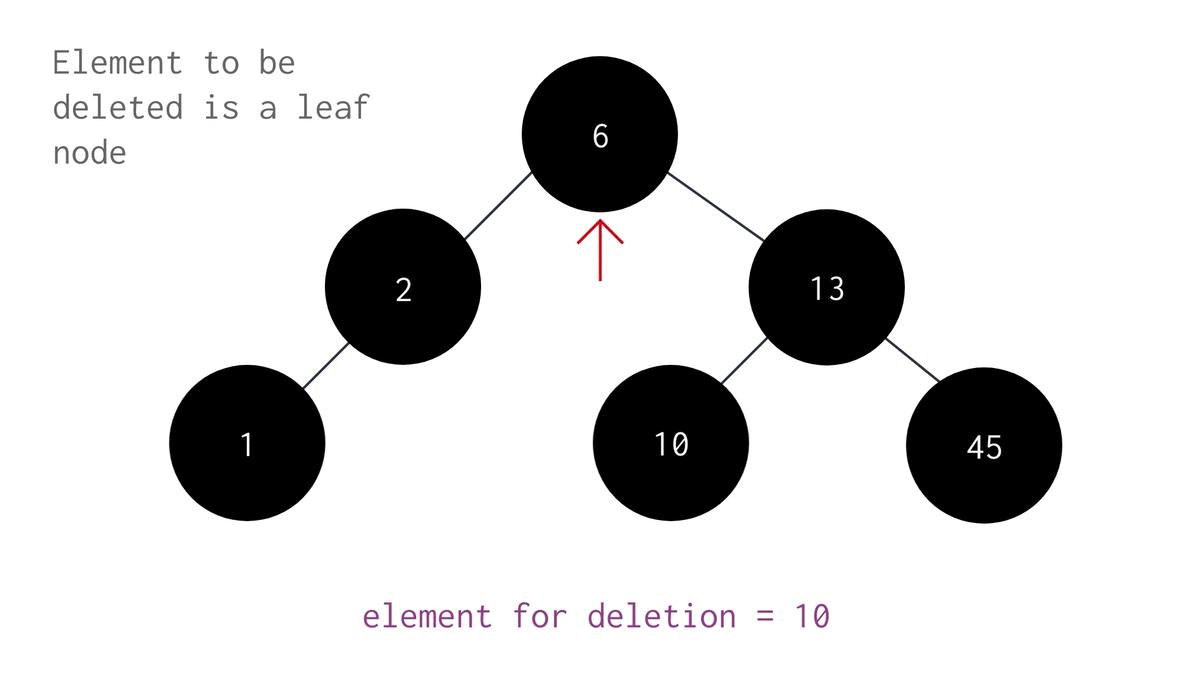 Element to be
deleted is a leaf
node
6
2
13
1
10
45
element for deletion = 10